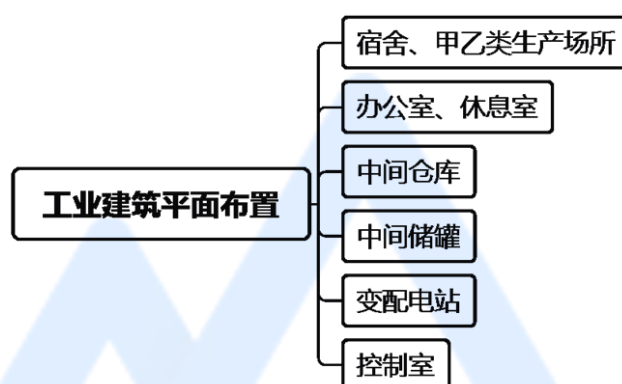 宿舍、甲乙类生产场所
办公室、休息室
中间仓库
工业建筑平面布置
中间储罐
变配电站
控制室